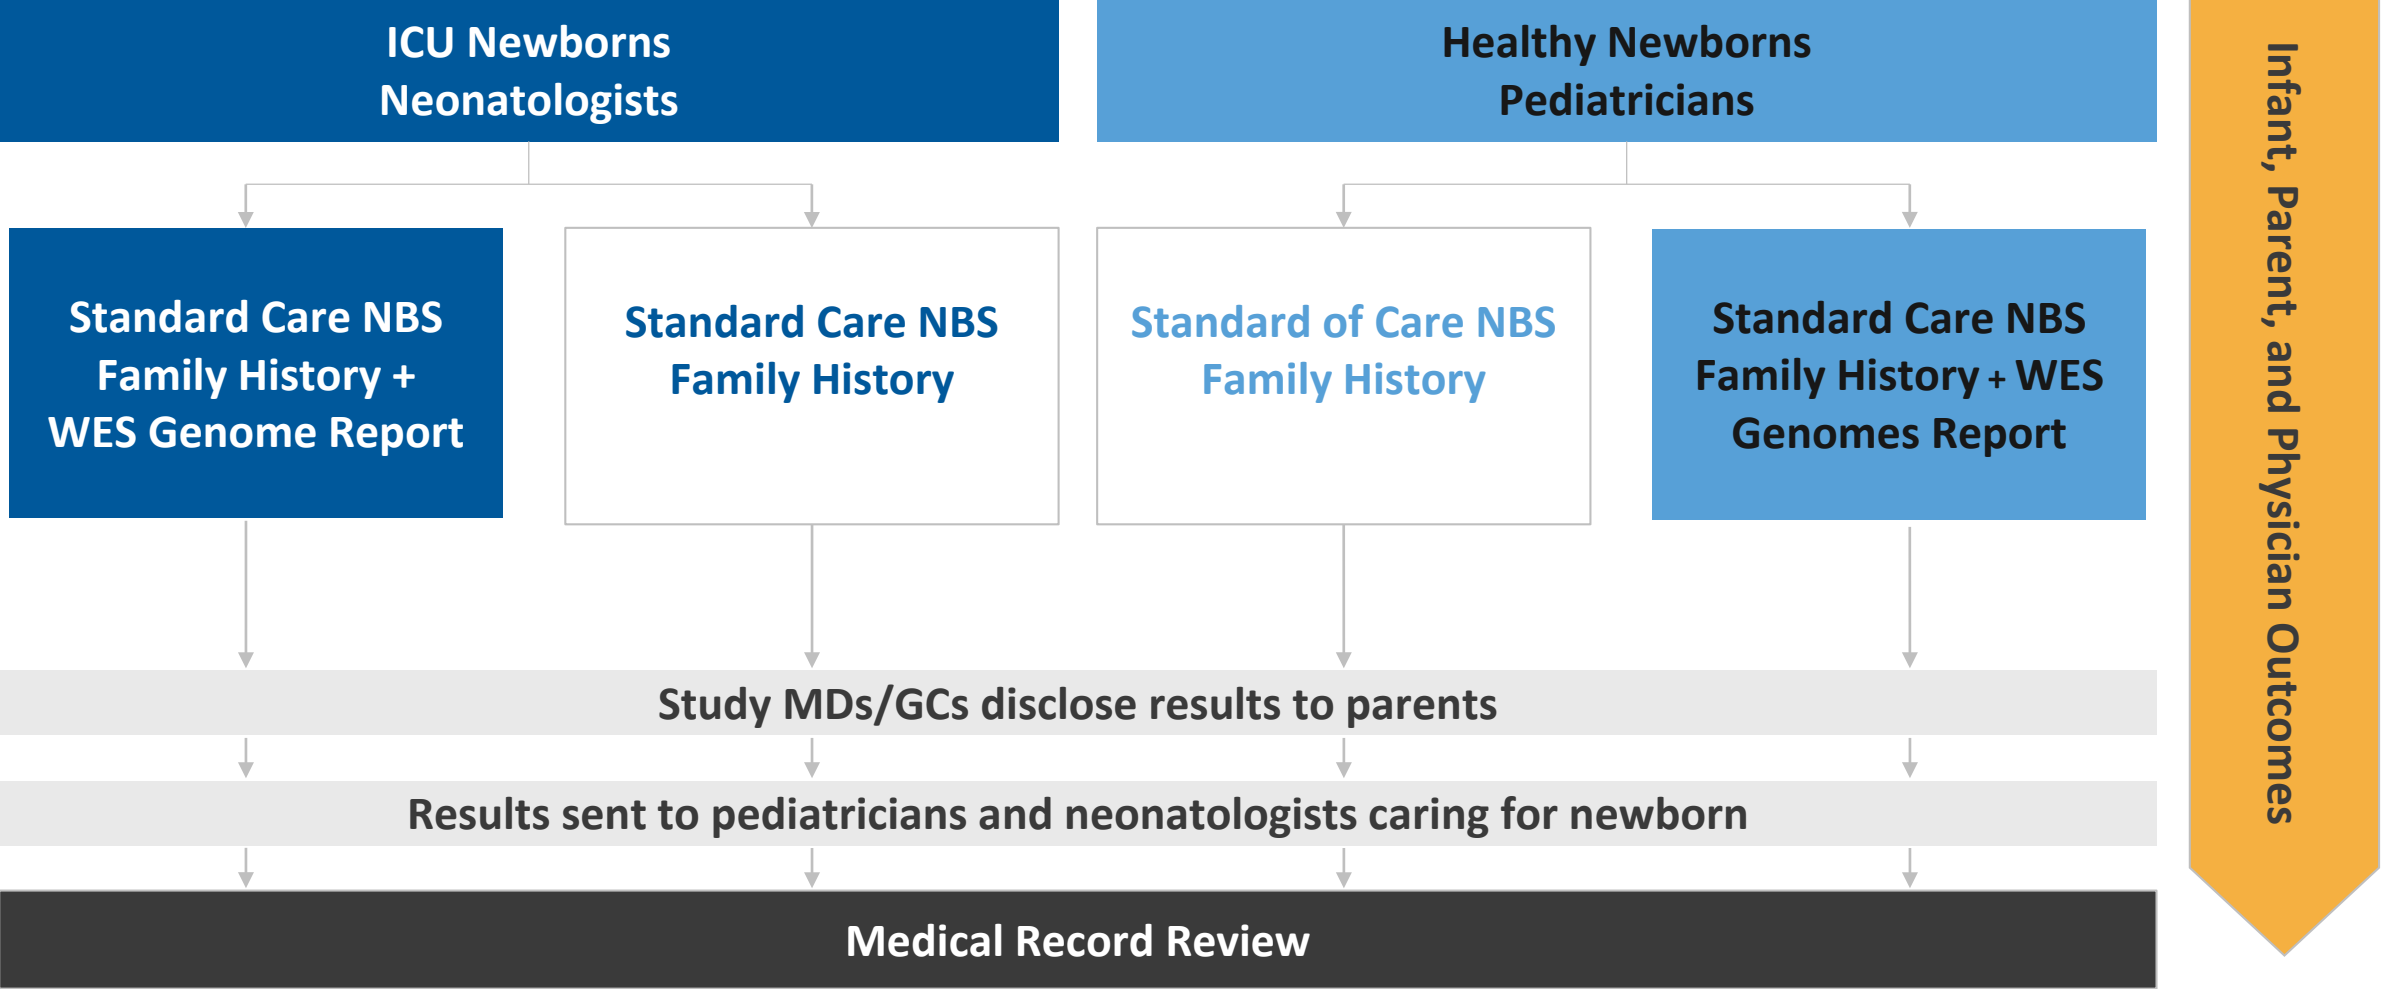 ICU Newborns
Neonatologists
Healthy Newborns
Pediatricians
Standard Care NBS
Family History +
WES Genome Report
Standard Care NBS
Family History
Standard of Care NBS
Family History
Standard Care NBS
Family History + WES
Genomes Report
Study MDs/GCs disclose results to parents
Results sent to pediatricians and neonatologists caring for newborn
Medical Record Review
Infant, Parent, and Physician Outcomes